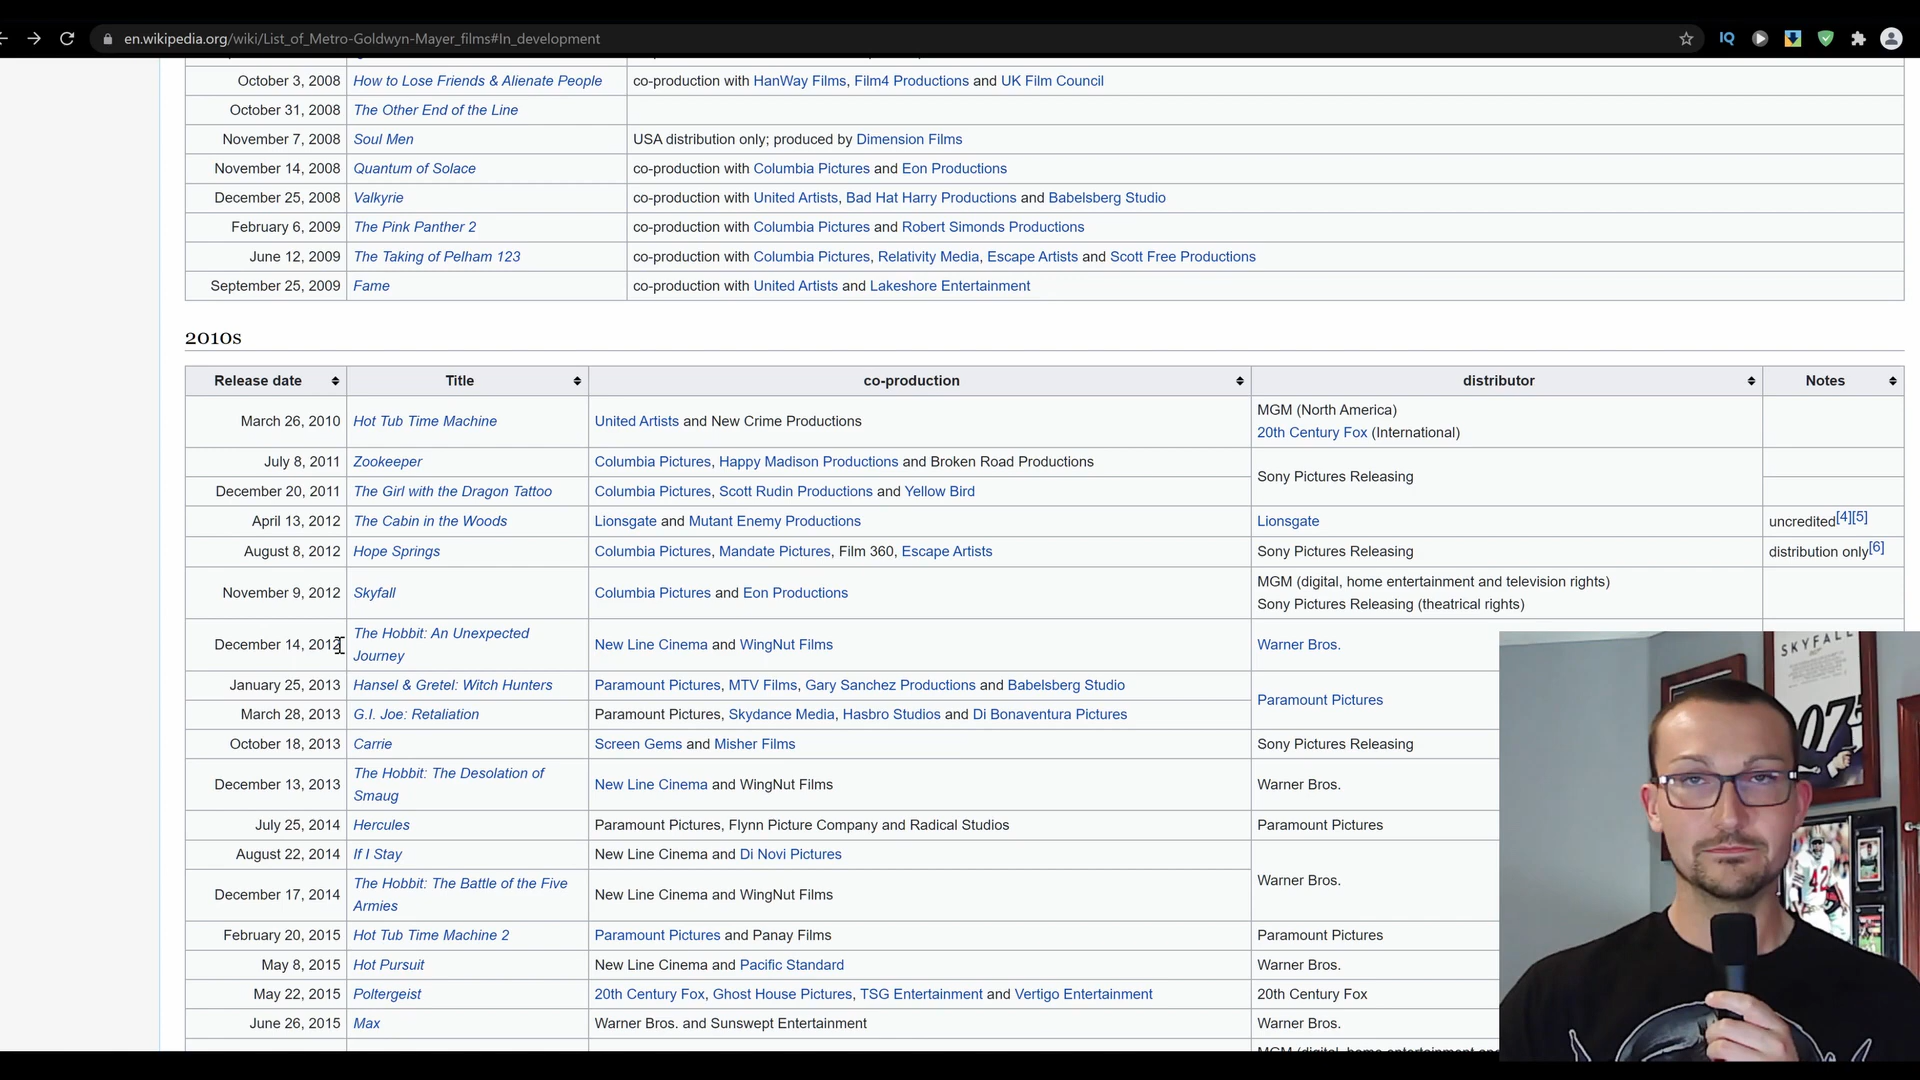 en.wikipedia.org/wiki/List_of_Metro-Goldwyn-Mayer_films#In_development
IQ
October 3, 2008 How to Lose Friends & Alienate People co-production with HanWay Films, Film4 Productions and UK Film Council
October 31, 2008 The Other End of the Line
November 7, 2008 Soul Men USA distribution only; produced by Dimension Films
November 14, 2008 Quantum of Solace co-production with Columbia Pictures and Eon Productions
December 25, 2008 Valkyrie co-production with United Artists, Bad Hat Harry Productions and Babelsberg Studio
February 6, 2009 The Pink Panther 2 co-production with Columbia Pictures and Robert Simonds Productions
June 12, 2009 The Taking of Pelham 123 co-production with Columbia Pictures, Relativity Media, Escape Artists and Scott Free Productions
September 25, 2009 Fame co-production with United Artists and Lakeshore Entertainment
2010s
Release date Title co-production distributor Notes
March 26, 2010 Hot Tub Time Machine United Artists and New Crime Productions MGM (North America)
20th Century Fox (International)
July 8, 2011 Zookeeper Columbia Pictures, Happy Madison Productions and Broken Road Productions
Sony Pictures Releasing
December 20, 2011 The Girl with the Dragon Tattoo Columbia Pictures, Scott Rudin Productions and Yellow Bird
April 13, 2012 The Cabin in the Woods Lionsgate and Mutant Enemy Productions Lionsgate uncredited[4][5]
August 8, 2012 Hope Springs Columbia Pictures, Mandate Pictures, Film 360, Escape Artists Sony Pictures Releasing distribution only[6]
November 9, 2012 Skyfall Columbia Pictures and Eon Productions MGM (digital, home entertainment and television rights)
Sony Pictures Releasing (theatrical rights)
December 14, 2012 The Hobbit: An Unexpected
Journey New Line Cinema and WingNut Films Warner Bros.
January 25, 2013 Hansel & Gretel: Witch Hunters Paramount Pictures, MTV Films, Gary Sanchez Productions and Babelsberg Studio
Paramount Pictures
March 28, 2013 G.I. Joe: Retaliation Paramount Pictures, Skydance Media, Hasbro Studios and Di Bonaventura Pictures
October 18, 2013 Carrie Screen Gems and Misher Films Sony Pictures Releasing
December 13, 2013 The Hobbit: The Desolation of
Smaug New Line Cinema and WingNut Films Warner Bros.
July 25, 2014 Hercules Paramount Pictures, Flynn Picture Company and Radical Studios Paramount Pictures
August 22, 2014 If I Stay New Line Cinema and Di Novi Pictures
Warner Bros.
December 17, 2014 The Hobbit: The Battle of the Five
Armies New Line Cinema and WingNut Films
February 20, 2015 Hot Tub Time Machine 2 Paramount Pictures and Panay Films Paramount Pictures
May 8, 2015 Hot Pursuit New Line Cinema and Pacific Standard Warner Bros.
May 22, 2015 Poltergeist 20th Century Fox, Ghost House Pictures, TSG Entertainment and Vertigo Entertainment 20th Century Fox
June 26, 2015 Max Warner Bros. and Sunswept Entertainment Warner Bros.
SKYFALL
07
42